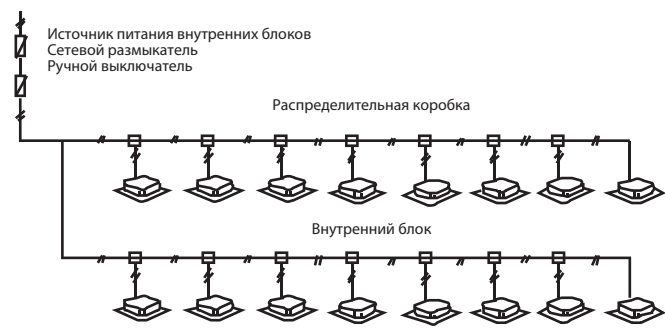 Источник питания внутренних блоков
Сетевой размыкатель
Ручной выключатель
Распределительная коробка
Внутренний блок